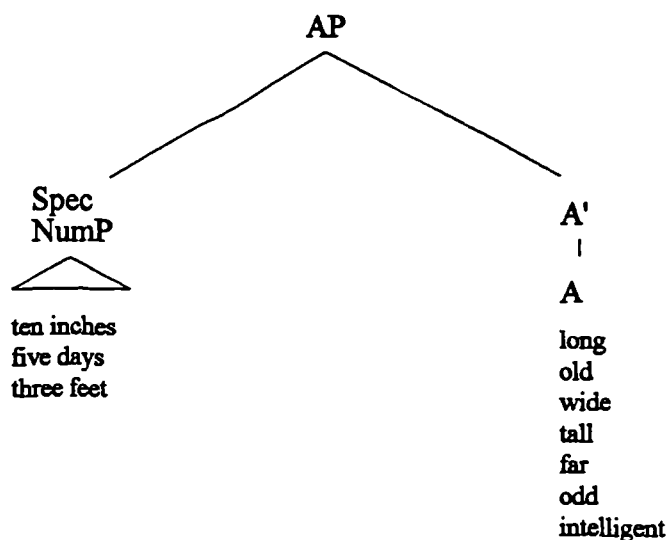 AP
Spec
NumP
A'
A
ten inches
five days
three feet
long
old
wide
tall
far
odd
intelligent